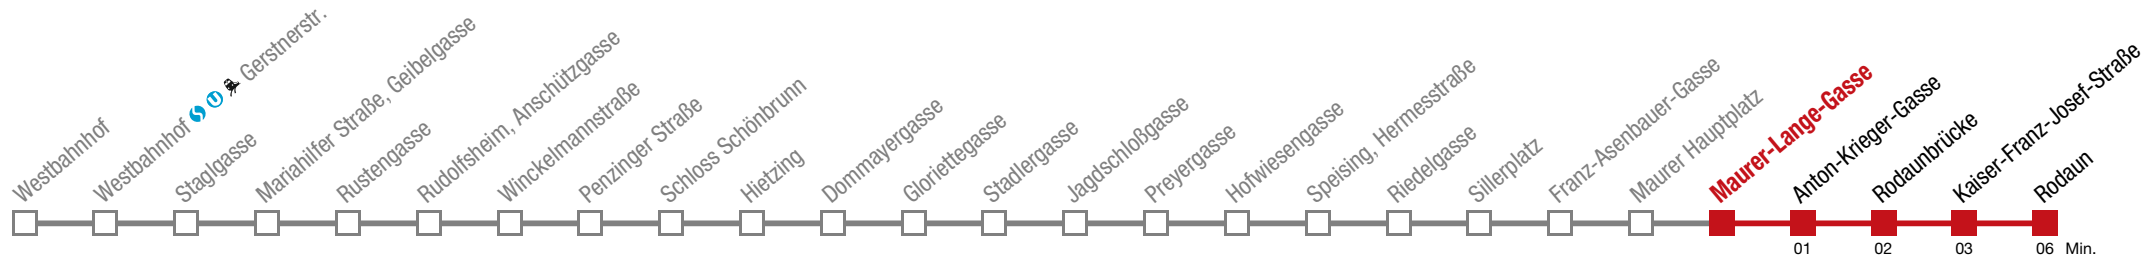 Westbahnhof
Westbahnhof S U Gerstnerstr.
Staglgasse
Mariahilfer Straße, Geibelgasse
Rustengasse
Rudolfsheim, Anschützgasse
Winckelmannstraße
Penzinger Straße
Schloss Schönbrunn
Hietzing
Dommayergasse
Gloriettegasse
Stadlergasse
Jagdschloßgasse
Preyergasse
Hofwiesengasse
Speising, Hermesstraße
Riedelgasse
Sillerplatz
Franz-Asenbauer-Gasse
Maurer Hauptplatz
Maurer-Lange-Gasse
Anton-Krieger-Gasse
Rodaunbrücke
Kaiser-Franz-Josef-Straße
Rodaun
01 02 03 06 Min.